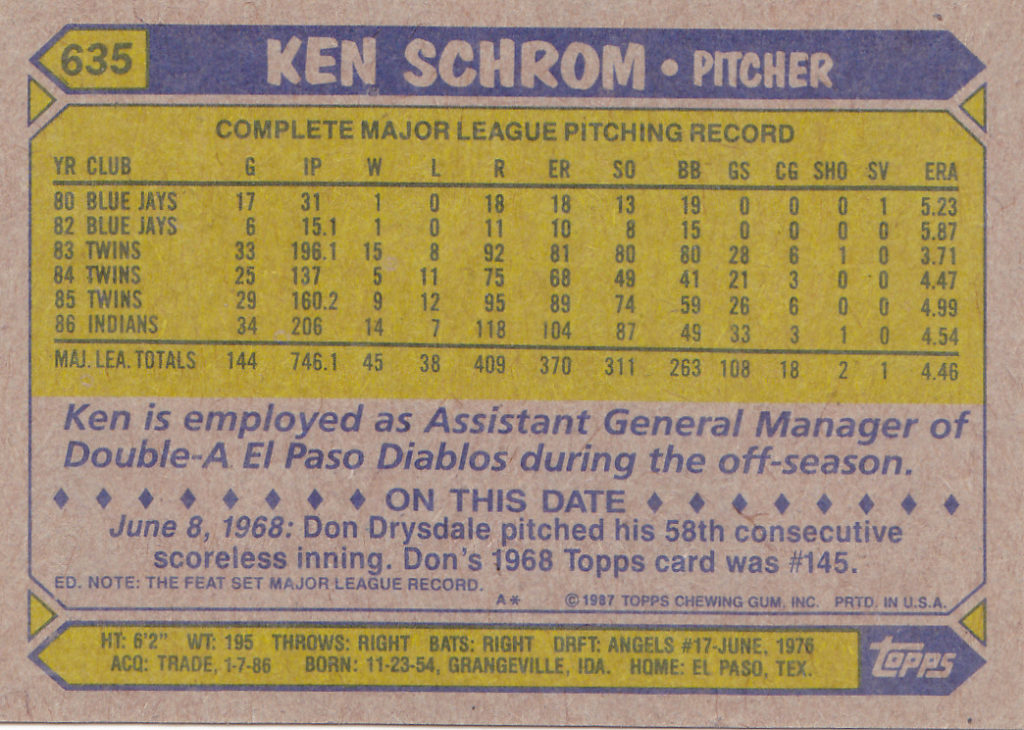 635 KEN SCHROM • PITCHER
COMPLETE MAJOR LEAGUE PITCHING RECORD
YR CLUB G IP W L R ER SO BB GS CG SHO SV ERA
80 BLUE JAYS 17 31 1 0 18 18 13 19 0 0 0 1 5.23
82 BLUE JAYS 6 15.1 1 0 11 10 8 15 0 0 0 0 5.87
83 TWINS 33 196.1 15 8 92 81 80 80 28 6 1 0 3.71
84 TWINS 25 137 5 11 75 68 49 41 21 3 0 0 4.47
85 TWINS 29 160.2 9 12 95 89 74 59 26 6 0 0 4.99
86 INDIANS 34 206 14 7 118 104 87 49 33 3 1 0 4.54
MAJ. LEA. TOTALS 144 746.1 45 38 409 370 311 263 108 18 2 1 4.46
Ken is employed as Assistant General Manager of
Double-A El Paso Diablos during the off-season.
♦ ♦ ♦ ♦ ♦ ♦ ♦ ♦ ON THIS DATE ♦ ♦ ♦ ♦ ♦ ♦ ♦ ♦
June 8, 1968: Don Drysdale pitched his 58th consecutive
scoreless inning. Don's 1968 Topps card was #145.
ED. NOTE: THE FEAT SET MAJOR LEAGUE RECORD.
A* ©1987 TOPPS CHEWING GUM, INC. PRTD. IN U.S.A.
HT: 6'2" WT: 195 THROWS: RIGHT BATS: RIGHT DRFT: ANGELS #17-JUNE, 1976
ACQ: TRADE, 1-7-86 BORN: 11-23-54, GRANGEVILLE, IDA. HOME: EL PASO, TEX.
TOPPS